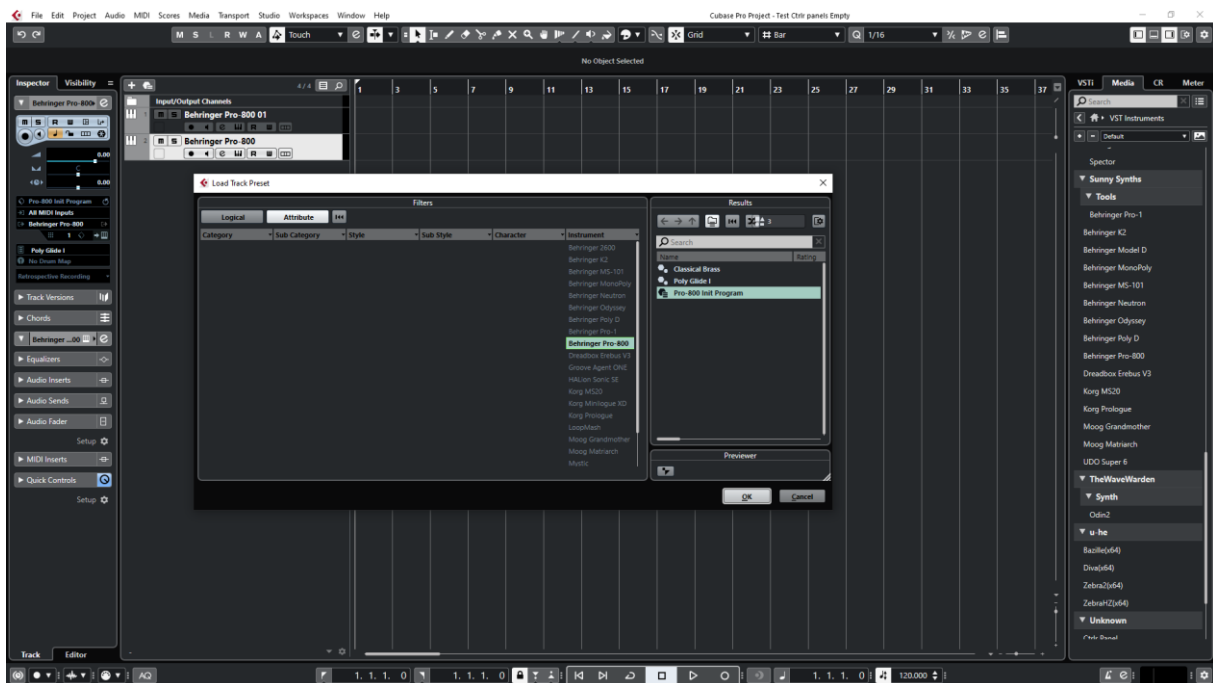 File Edit Project Audio MIDI Scores Media Transport Studio Workspaces Window Help
Cubase Pro Project - Test Ctrlr panels Empty
M S L R W A Touch Grid Bar Q 1/16
No Object Selected
Inspector Visibility
Behringer Pro-800
0.00
C
0.00
Pro-800 Init Program
All MIDI Inputs
Behringer Pro-800
1
Poly Glide I
No Drum Map
Retrospective Recording
Track Versions
Chords
Behringer ...00
Equalizers
Audio Inserts
Audio Sends
Audio Fader
Setup
MIDI Inserts
Quick Controls
Setup
Track Editor
4/4
Input/Output Channels
1 m S Behringer Pro-800 01
2 m S Behringer Pro-800
1 3 5 7 9 11 13 15 17 19 21 23 25 27 29 31 33 35 37
Load Track Preset
Filters
Logical Attribute
Category Sub Category Style Sub Style Character Instrument
Behringer 2600
Behringer K2
Behringer MS-101
Behringer MonoPoly
Behringer Neutron
Behringer Odyssey
Behringer Poly D
Behringer Pro-1
Behringer Pro-800
Dreadbox Erebus V3
Groove Agent ONE
HALion Sonic SE
Korg MS20
Korg Minilogue XD
Korg Prologue
LoopMash
Moog Grandmother
Moog Matriarch
Mystic
Results
3
Search
Name Rating
Classical Brass
Poly Glide I
Pro-800 Init Program
Previewer
OK Cancel
VSTi Media CR Meter
Search
VST Instruments
Default
Spector
Sunny Synths
Tools
Behringer Pro-1
Behringer K2
Behringer Model D
Behringer MonoPoly
Behringer MS-101
Behringer Neutron
Behringer Odyssey
Behringer Poly D
Behringer Pro-800
Dreadbox Erebus V3
Korg MS20
Korg Prologue
Moog Grandmother
Moog Matriarch
UDO Super 6
TheWaveWarden
Synth
Odin2
u-he
Bazille(x64)
Diva(x64)
Zebra2(x64)
ZebraHZ(x64)
Unknown
Ctrlr Panel
AQ 1. 1. 1. 0 1. 1. 1. 0 1. 1. 1. 0 120.000